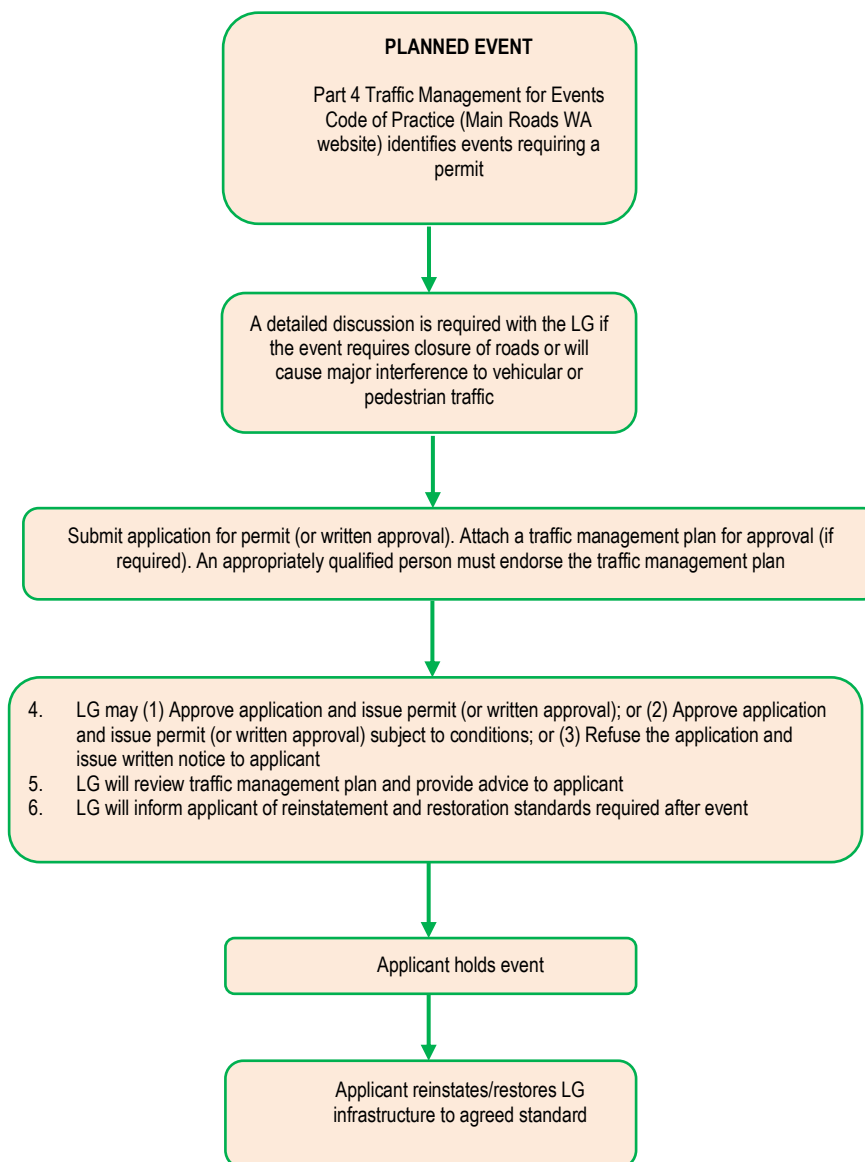 PLANNED EVENT
Part 4 Traffic Management for Events
Code of Practice (Main Roads WA
website) identifies events requiring a
permit
A detailed discussion is required with the LG if
the event requires closure of roads or will
cause major interference to vehicular or
pedestrian traffic
Submit application for permit (or written approval). Attach a traffic management plan for approval (if
required). An appropriately qualified person must endorse the traffic management plan
4. LG may (1) Approve application and issue permit (or written approval); or (2) Approve application
and issue permit (or written approval) subject to conditions; or (3) Refuse the application and
issue written notice to applicant
5. LG will review traffic management plan and provide advice to applicant
6. LG will inform applicant of reinstatement and restoration standards required after event
Applicant holds event
Applicant reinstates/restores LG
infrastructure to agreed standard